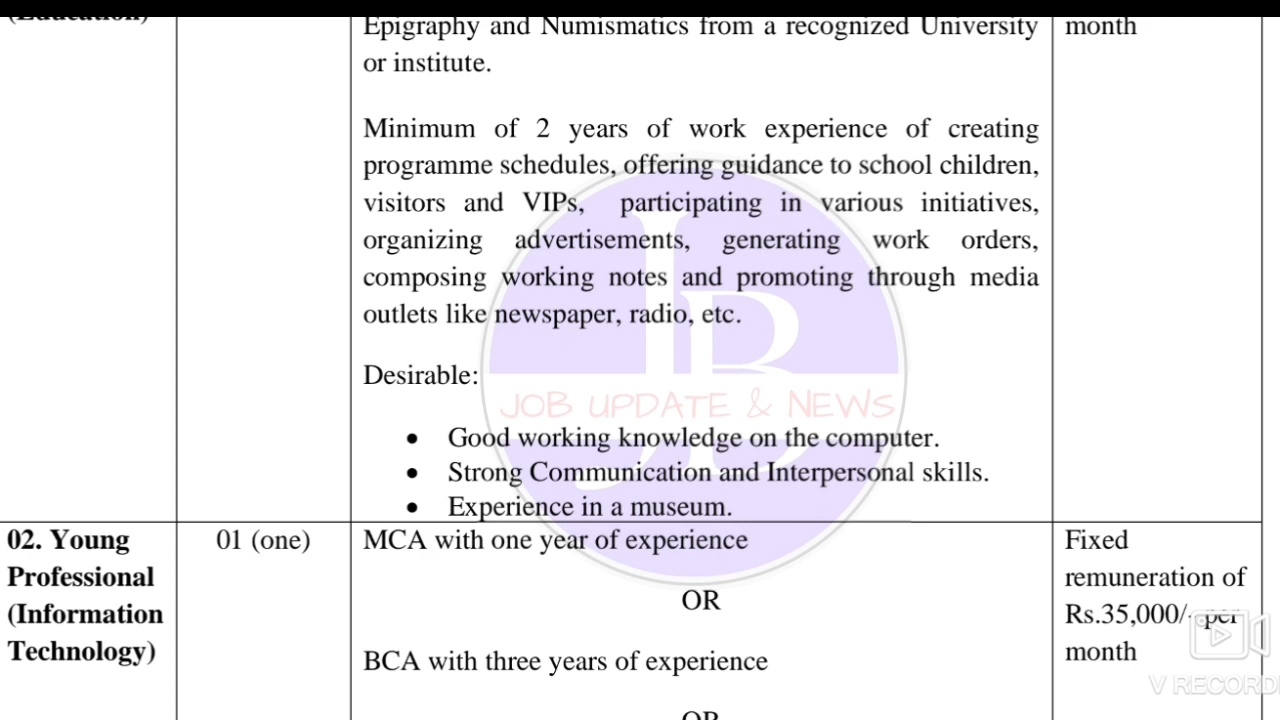 (Education)
Epigraphy and Numismatics from a recognized University
month
or institute.
Minimum of 2 years of work experience of creating
programme schedules, offering guidance to school children,
visitors and VIPs, participating in various initiatives,
organizing advertisements, generating work orders,
composing working notes and promoting through media
outlets like newspaper, radio, etc.
Desirable:
JOB UPDATE & NEWS
• Good working knowledge on the computer.
• Strong Communication and Interpersonal skills.
• Experience in a museum.
02. Young
Professional
(Information
Technology)
01 (one)
MCA with one year of experience
OR
BCA with three years of experience
OR
Fixed
remuneration of
Rs.35,000/- per
month
V RECORD